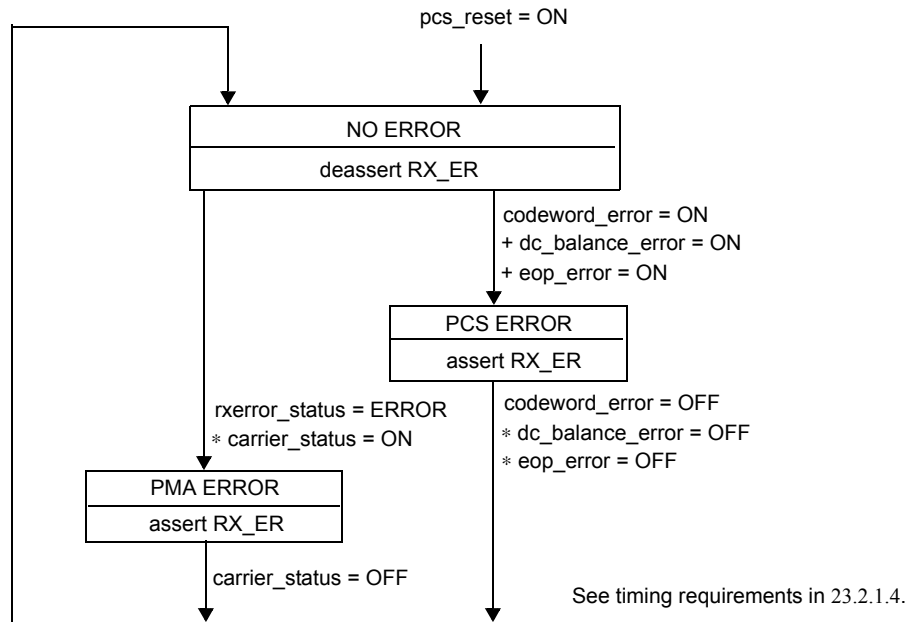 pcs_reset = ON
NO ERROR
deassert RX_ER
codeword_error = ON
+ dc_balance_error = ON
+ eop_error = ON
PCS ERROR
assert RX_ER
rxerror_status = ERROR
* carrier_status = ON
codeword_error = OFF
* dc_balance_error = OFF
* eop_error = OFF
PMA ERROR
assert RX_ER
carrier_status = OFF
See timing requirements in 23.2.1.4.